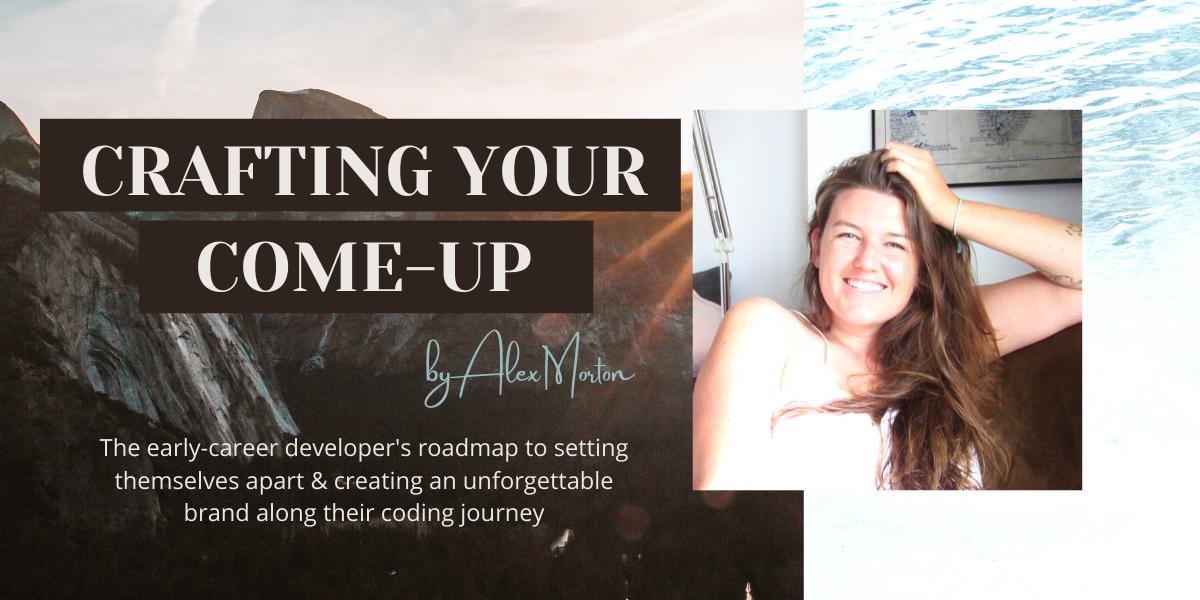 CRAFTING YOUR
COME-UP
by Alex Morton
The early-career developer's roadmap to setting
themselves apart & creating an unforgettable
brand along their coding journey